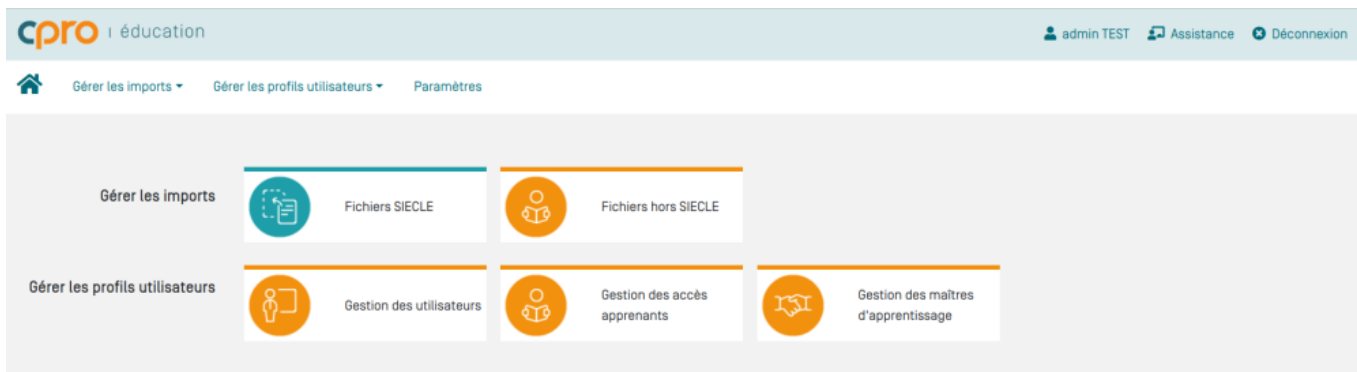 cpro éducation
admin TEST Assistance Déconnexion
Gérer les imports Gérer les profils utilisateurs Paramètres
Gérer les imports
Fichiers SIECLE
Fichiers hors SIECLE
Gérer les profils utilisateurs
Gestion des utilisateurs
Gestion des accès
apprenants
Gestion des maîtres
d'apprentissage